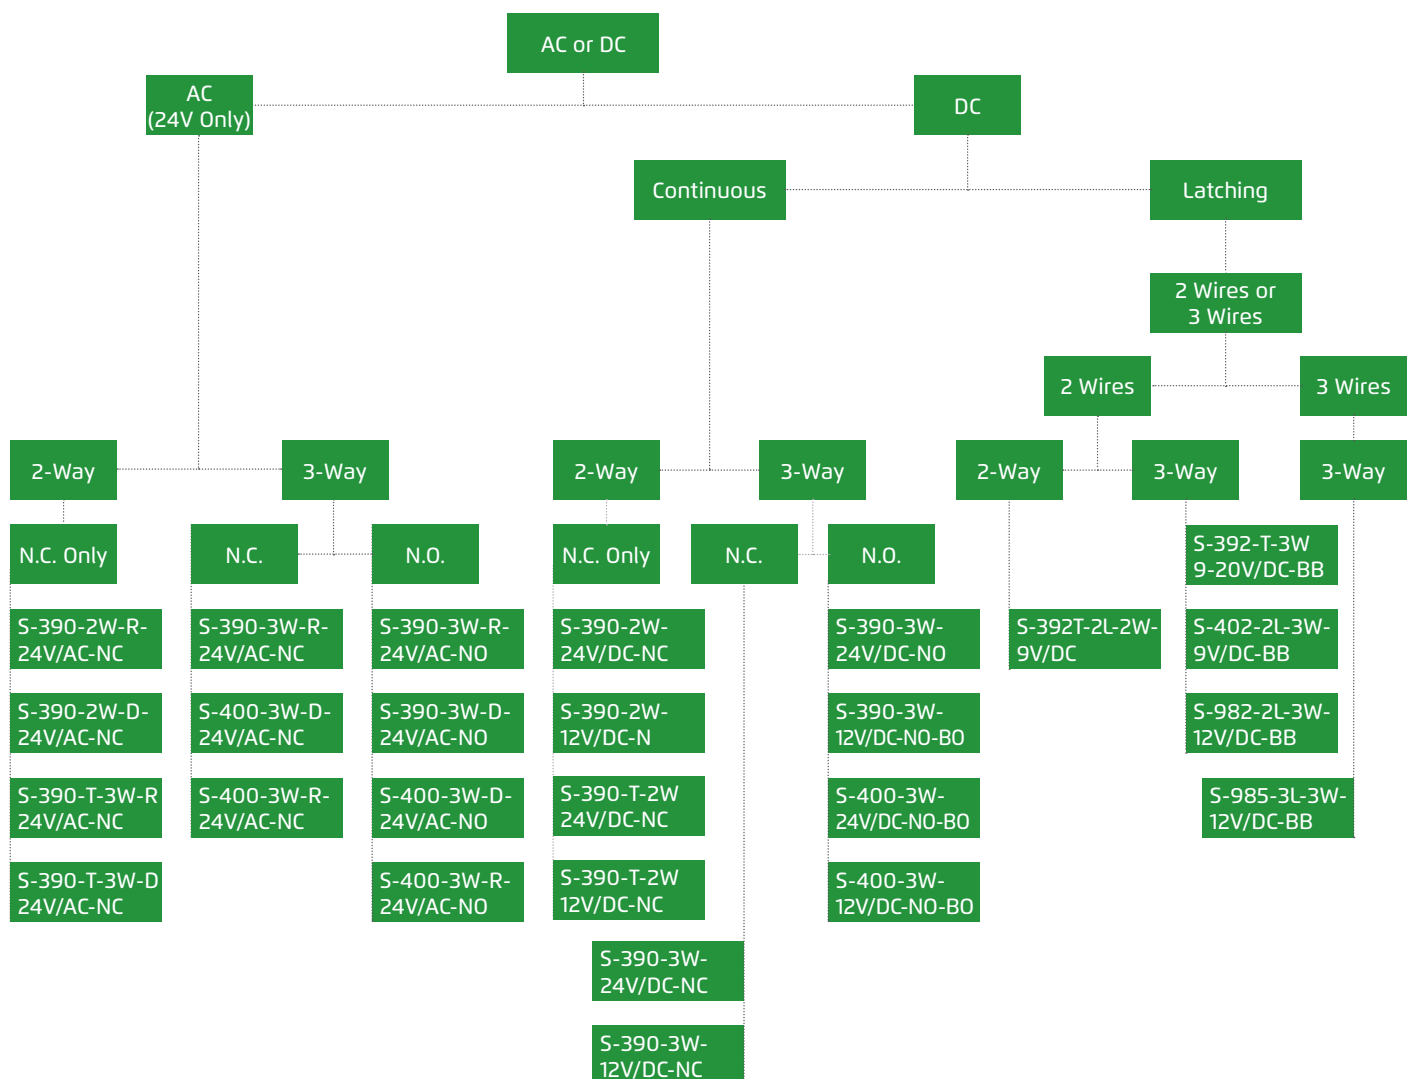 AC or DC
AC
(24V Only)
DC
Continuous
Latching
2 Wires or
3 Wires
2 Wires
3 Wires
2-Way
3-Way
2-Way
3-Way
2-Way
3-Way
3-Way
N.C. Only
N.C.
N.O.
N.C. Only
N.C.
N.O.
S-390-2W-R-
24V/AC-NC
S-390-2W-D-
24V/AC-NC
S-390-T-3W-R
24V/AC-NC
S-390-T-3W-D
24V/AC-NC
S-390-3W-R-
24V/AC-NC
S-400-3W-D-
24V/AC-NC
S-400-3W-R-
24V/AC-NC
S-390-3W-R-
24V/AC-NO
S-390-3W-D-
24V/AC-NO
S-400-3W-D-
24V/AC-NO
S-400-3W-R-
24V/AC-NO
S-390-2W-
24V/DC-NC
S-390-2W-
12V/DC-N
S-390-T-2W
24V/DC-NC
S-390-T-2W
12V/DC-NC
S-390-3W-
24V/DC-NC
S-390-3W-
12V/DC-NC
S-390-3W-
24V/DC-NO
S-390-3W-
12V/DC-NO-BO
S-400-3W-
24V/DC-NO-BO
S-400-3W-
12V/DC-NO-BO
S-392T-2L-2W-
9V/DC
S-392-T-3W
9-20V/DC-BB
S-402-2L-3W-
9V/DC-BB
S-982-2L-3W-
12V/DC-BB
S-985-3L-3W-
12V/DC-BB